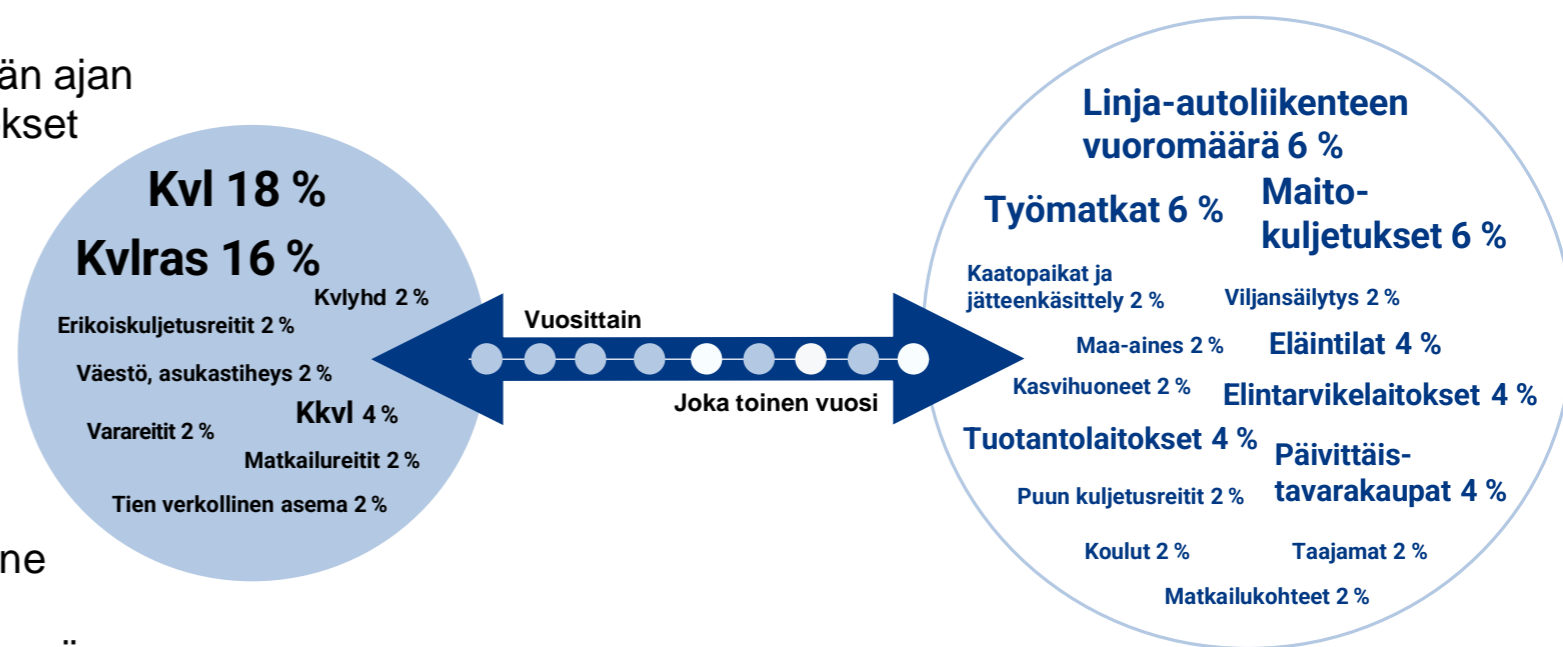 än ajan
kset
Kvl 18 %
Kvlras 16 %
Kvlyhd 2 %
Erikoiskuljetusreitit 2 %
Väestö, asukastiheys 2 %
Kkvl 4 %
Varareitit 2 %
Matkailureitit 2 %
Tien verkollinen asema 2 %
ne
Vuosittain
Joka toinen vuosi
Linja-autoliikenteen
vuoromäärä 6 %
Työmatkat 6 %
Maito-
kuljetukset 6 %
Kaatopaikat ja
jätteenkäsittely 2 %
Viljansäilytys 2 %
Maa-aines 2 %
Eläintilat 4 %
Kasvihuoneet 2 %
Elintarvikelaitokset 4 %
Tuotantolaitokset 4 %
Päivittäis-
tavarakaupat 4 %
Puun kuljetusreitit 2 %
Koulut 2 %
Taajamat 2 %
Matkailukohteet 2 %